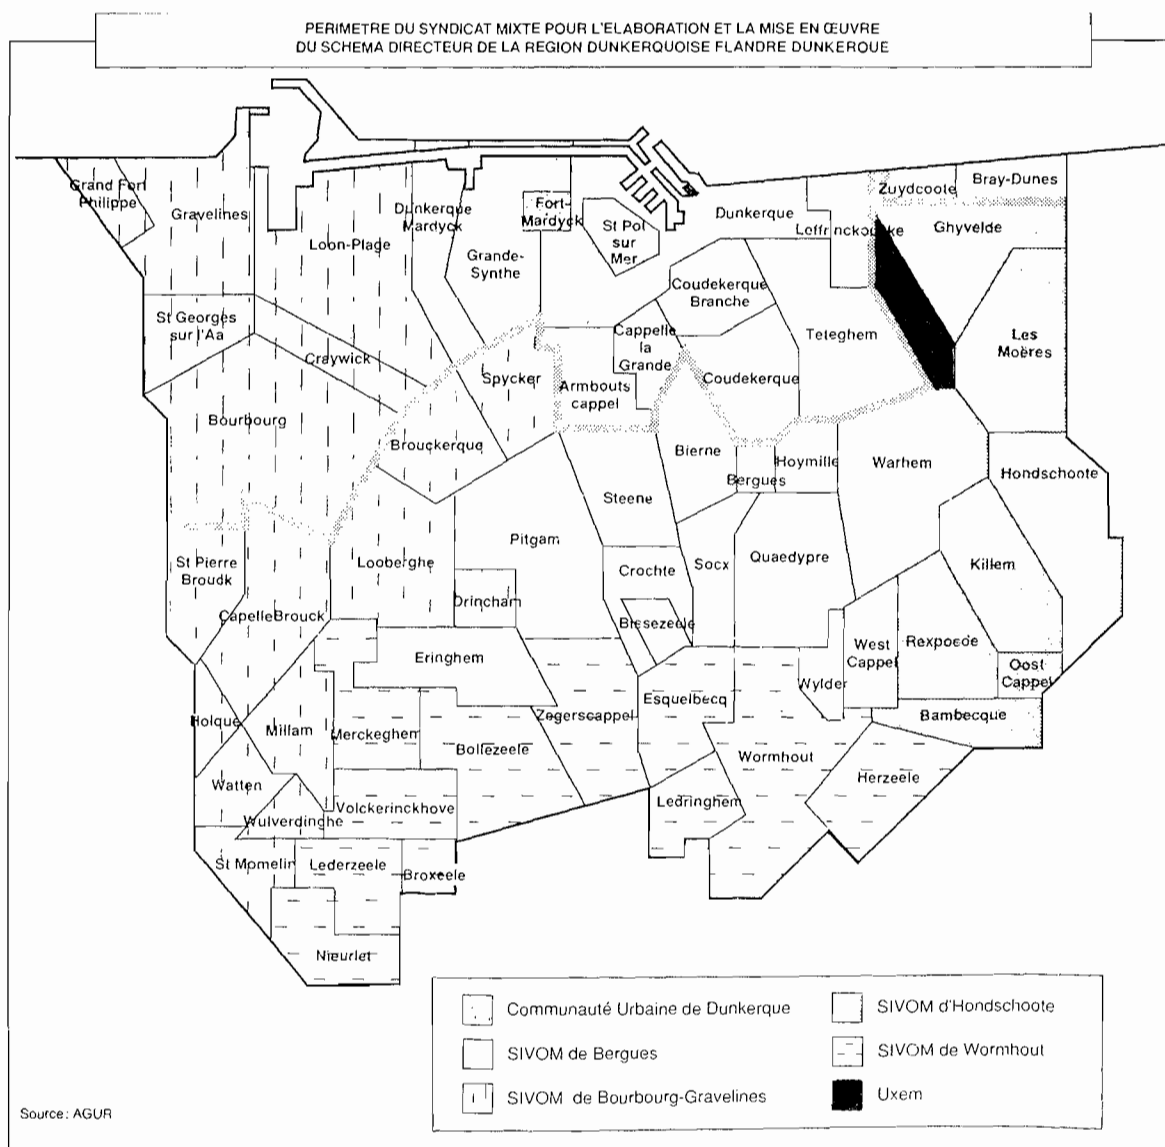 PERIMETRE DU SYNDICAT MIXTE POUR L'ELABORATION ET LA MISE EN ŒUVRE
DU SCHEMA DIRECTEUR DE LA REGION DUNKERQUOISE FLANDRE DUNKERQUE
Grand Fort
Philippe
Gravelines
Loon-Plage
Dunkerque
Mardyck
Fort-
Mardyck
St Pol
sur
Mer
Grande-
Synthe
Dunkerque
Leffrinckoucke
Zuydcoote
Bray-Dunes
Ghyvelde
Coudekerque
Branche
St Georges
sur l'Aa
Craywick
Spycker
Cappelle
la
Grande
Armbouts
cappel
Coudekerque
Teteghem
Les
Moëres
Bourbourg
Brouckerque
Bierne
Bergues
Hoymille
Warhem
Hondschoote
Steene
Pitgam
St Pierre
Broudk
Looberghe
Crochte
Socx
Quaedypre
Killem
Drincham
CapelleBrouck
Biesezeele
Eringhem
West
Cappel
Rexpoede
Oost
Cappel
Wylder
Esquelbecq
Zegerscappel
Bambecque
Holque
Millam
Merckeghem
Bollezeele
Wormhout
Herzeele
Watten
Volckerinckhove
Ledringhem
Wulverdinghe
St Momelin
Lederzeele
Broxeele
Nieurlet
Communauté Urbaine de Dunkerque
SIVOM de Bergues
SIVOM de Bourbourg-Gravelines
SIVOM d'Hondschoote
SIVOM de Wormhout
Uxem
Source: AGUR